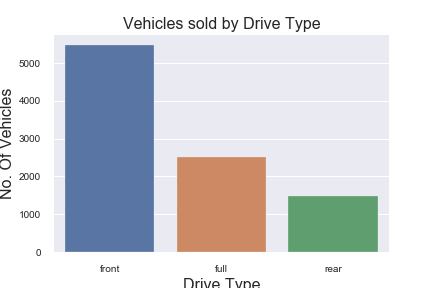 Vehicles sold by Drive Type
No. Of Vehicles
5000
4000
3000
2000
1000
0
front full rear
Drive Type